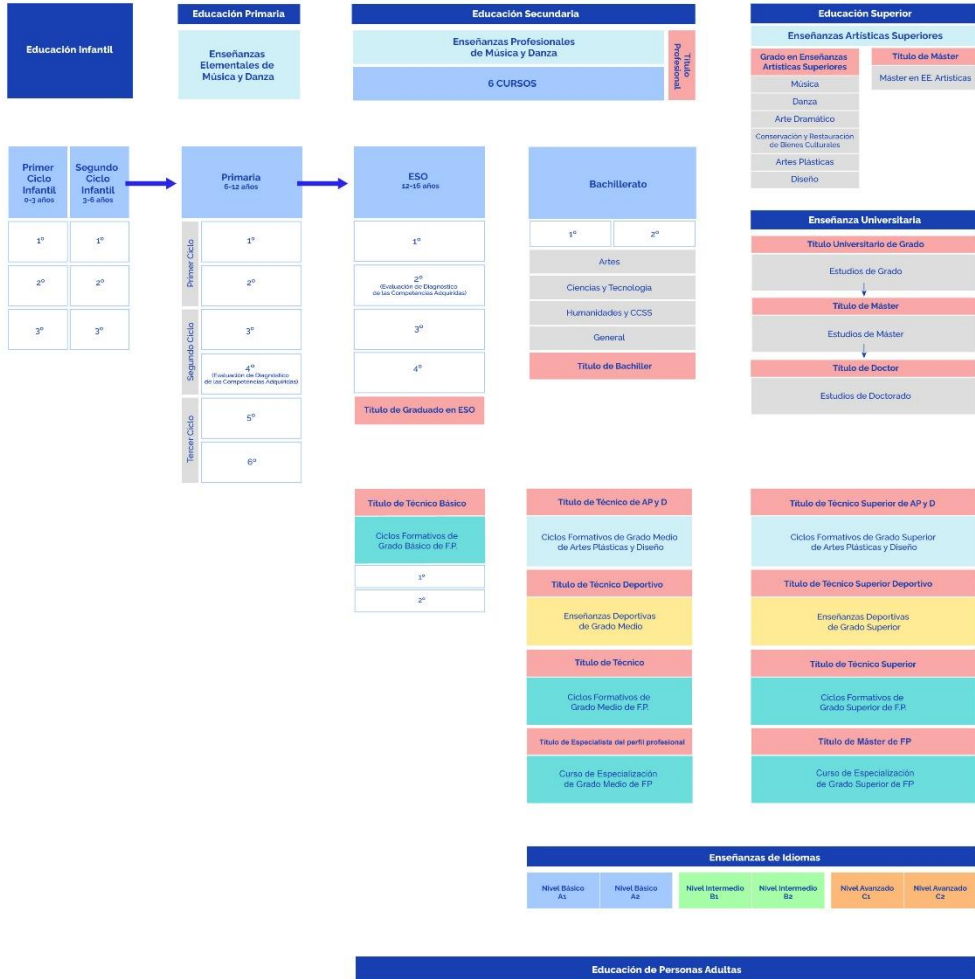 Educación Infantil
Educación Primaria
Enseñanzas
Elementales de
Música y Danza
Educación Secundaria
Enseñanzas Profesionales
de Música y Danza
6 CURSOS
Título
Profesional
Educación Superior
Enseñanzas Artísticas Superiores
Grado en Enseñanzas
Artísticas Superiores
Música
Danza
Arte Dramático
Conservación y Restauración
de Bienes Culturales
Artes Plásticas
Diseño
Título de Máster
Máster en EE. Artísticas
Primer
Ciclo
Infantil
0-3 años
1º
2º
3º
Segundo
Ciclo
Infantil
3-6 años
1º
2º
3º
Primaria
6-12 años
Primer Ciclo
1º
2º
Segundo Ciclo
3º
4º
(Evaluación de Diagnóstico
de las Competencias Adquiridas)
Tercer Ciclo
5º
6º
ESO
12-16 años
1º
2º
(Evaluación de Diagnóstico
de las Competencias Adquiridas)
3º
4º
Título de Graduado en ESO
Bachillerato
1º
2º
Artes
Ciencias y Tecnología
Humanidades y CCSS
General
Título de Bachiller
Enseñanza Universitaria
Título Universitario de Grado
Estudios de Grado
Título de Máster
Estudios de Máster
Título de Doctor
Estudios de Doctorado
Título de Técnico Básico
Ciclos Formativos de
Grado Básico de F.P.
1º
2º
Título de Técnico de AP y D
Ciclos Formativos de Grado Medio
de Artes Plásticas y Diseño
Título de Técnico Deportivo
Enseñanzas Deportivas
de Grado Medio
Título de Técnico
Ciclos Formativos de
Grado Medio de F.P.
Título de Especialista del perfil profesional
Curso de Especialización
de Grado Medio de FP
Título de Técnico Superior de AP y D
Ciclos Formativos de Grado Superior
de Artes Plásticas y Diseño
Título de Técnico Superior Deportivo
Enseñanzas Deportivas
de Grado Superior
Título de Técnico Superior
Ciclos Formativos de
Grado Superior de F.P.
Título de Máster de FP
Curso de Especialización
de Grado Superior de FP
Enseñanzas de Idiomas
Nivel Básico
A1
Nivel Básico
A2
Nivel Intermedio
B1
Nivel Intermedio
B2
Nivel Avanzado
C1
Nivel Avanzado
C2
Educación de Personas Adultas